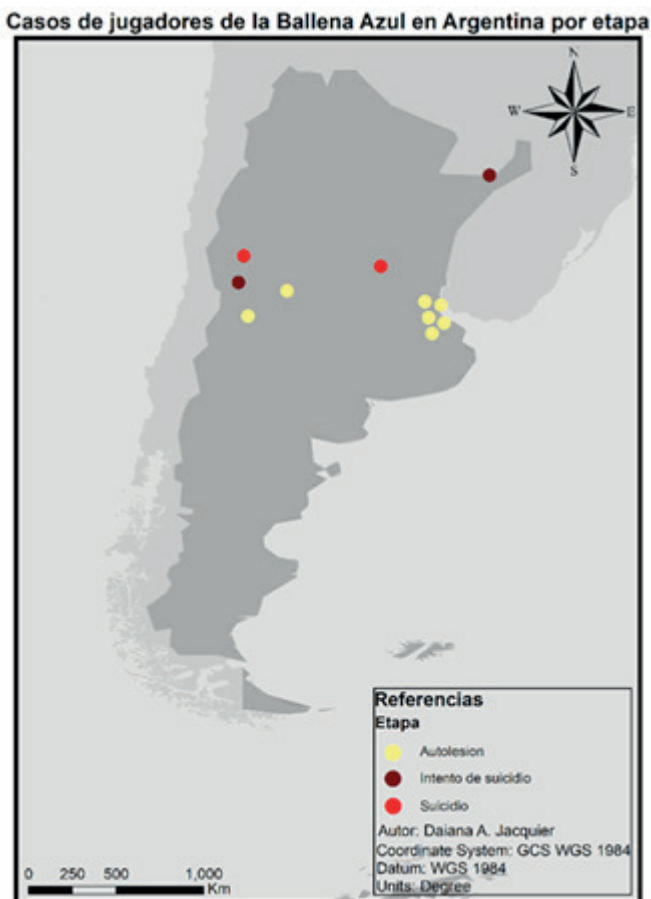 Casos de jugadores de la Ballena Azul en Argentina por etapa
N
W
E
S
Referencias
Etapa
Autolesion
Intento de suicidio
Suicidio
Autor: Daiana A. Jacquier
Coordinate System: GCS WGS 1984
Datum: WGS 1984
Units: Degree
0 250 500 1,000
Km